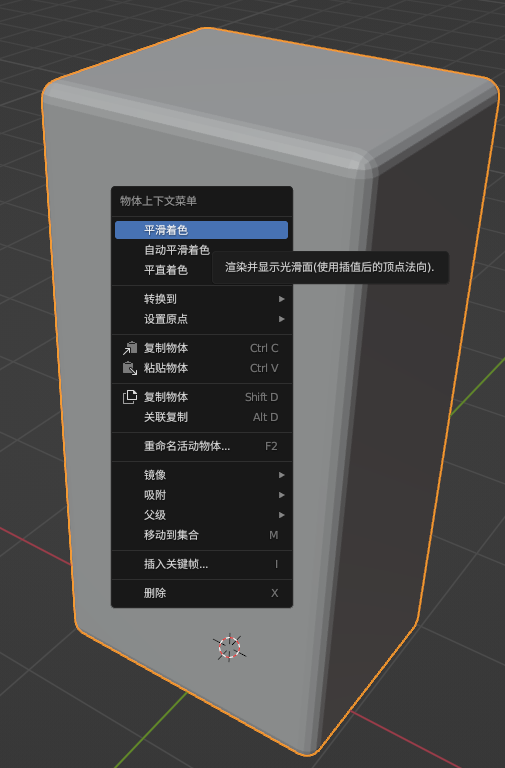 物体上下文菜单
平滑着色
自动平滑着色
平直着色
渲染并显示光滑面(使用插值后的顶点法向).
转换到
设置原点
复制物体 Ctrl C
粘贴物体 Ctrl V
复制物体 Shift D
关联复制 Alt D
重命名活动物体... F2
镜像
吸附
父级
移动到集合 M
插入关键帧... I
删除 X